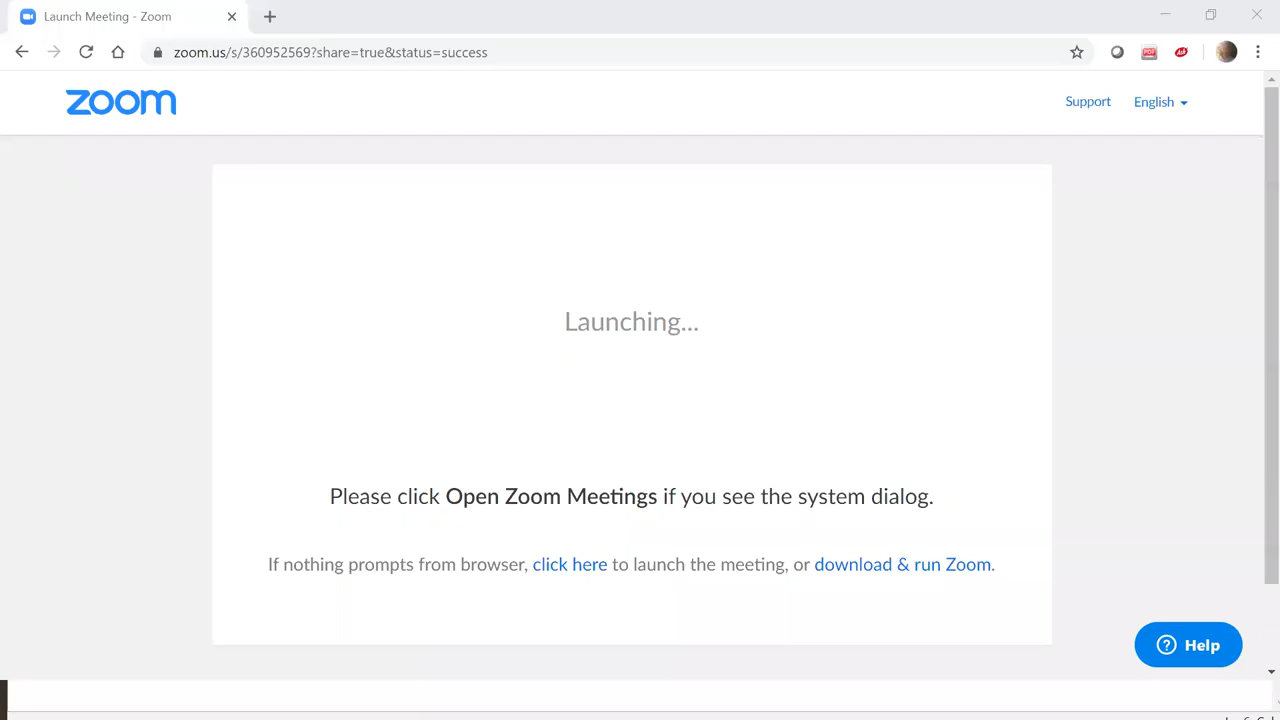 Launch Meeting - Zoom
zoom.us/s/360952569?share=true&status=success
PDF
zoom
Support
English
Launching...
Please click Open Zoom Meetings if you see the system dialog.
If nothing prompts from browser, click here to launch the meeting, or download & run Zoom.
Help